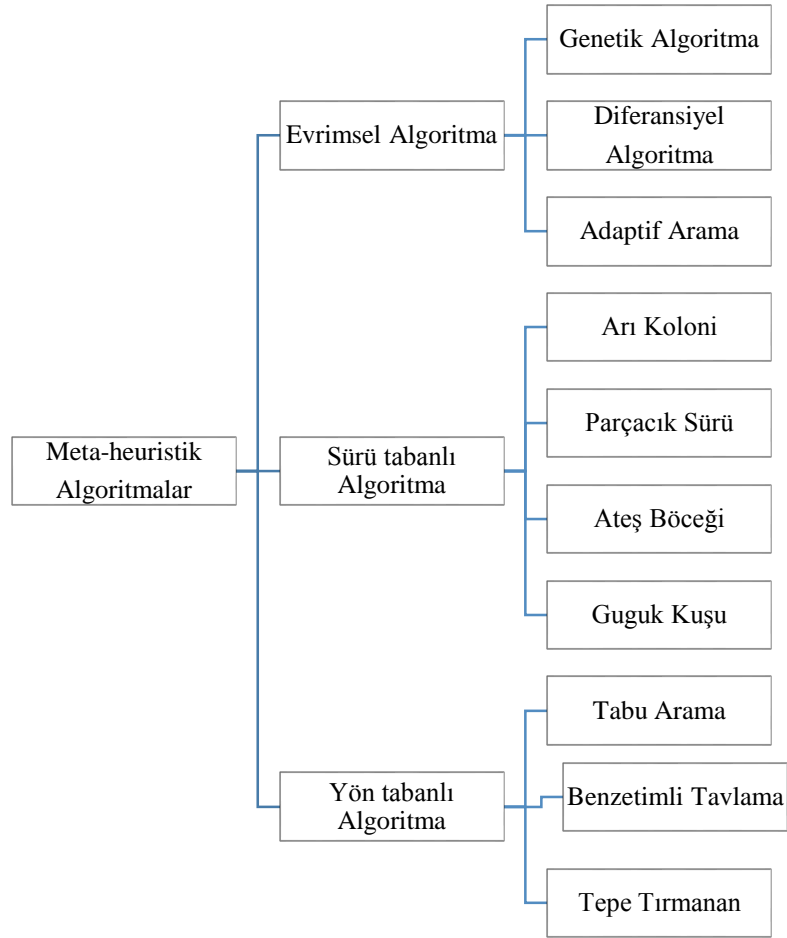 Meta-heuristik
Algoritmalar
Evrimsel Algoritma
Genetik Algoritma
Diferansiyel
Algoritma
Adaptif Arama
Sürü tabanlı
Algoritma
Arı Koloni
Parçacık Sürü
Ateş Böceği
Guguk Kuşu
Yön tabanlı
Algoritma
Tabu Arama
Benzetimli Tavlama
Tepe Tırmanan